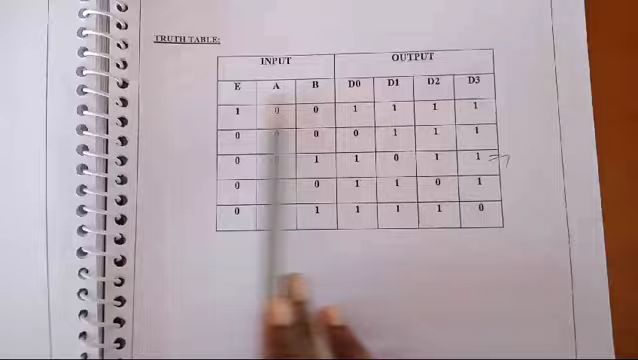 TRUTH TABLE:
INPUT OUTPUT
E A B D0 D1 D2 D3
1 0 0 1 1 1 1
0 0 0 1 1 1
0 1 1 0 1 1
0 0 1 1 0 1
0 1 1 1 1 0